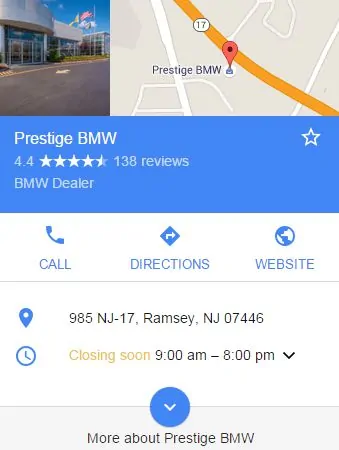 17
Prestige BMW
Prestige BMW
4.4 138 reviews
BMW Dealer
CALL DIRECTIONS WEBSITE
985 NJ-17, Ramsey, NJ 07446
Closing soon 9:00 am – 8:00 pm
More about Prestige BMW